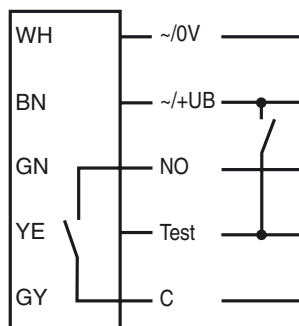 WH ~/0V
BN ~/+UB
GN NO
YE Test
GY C